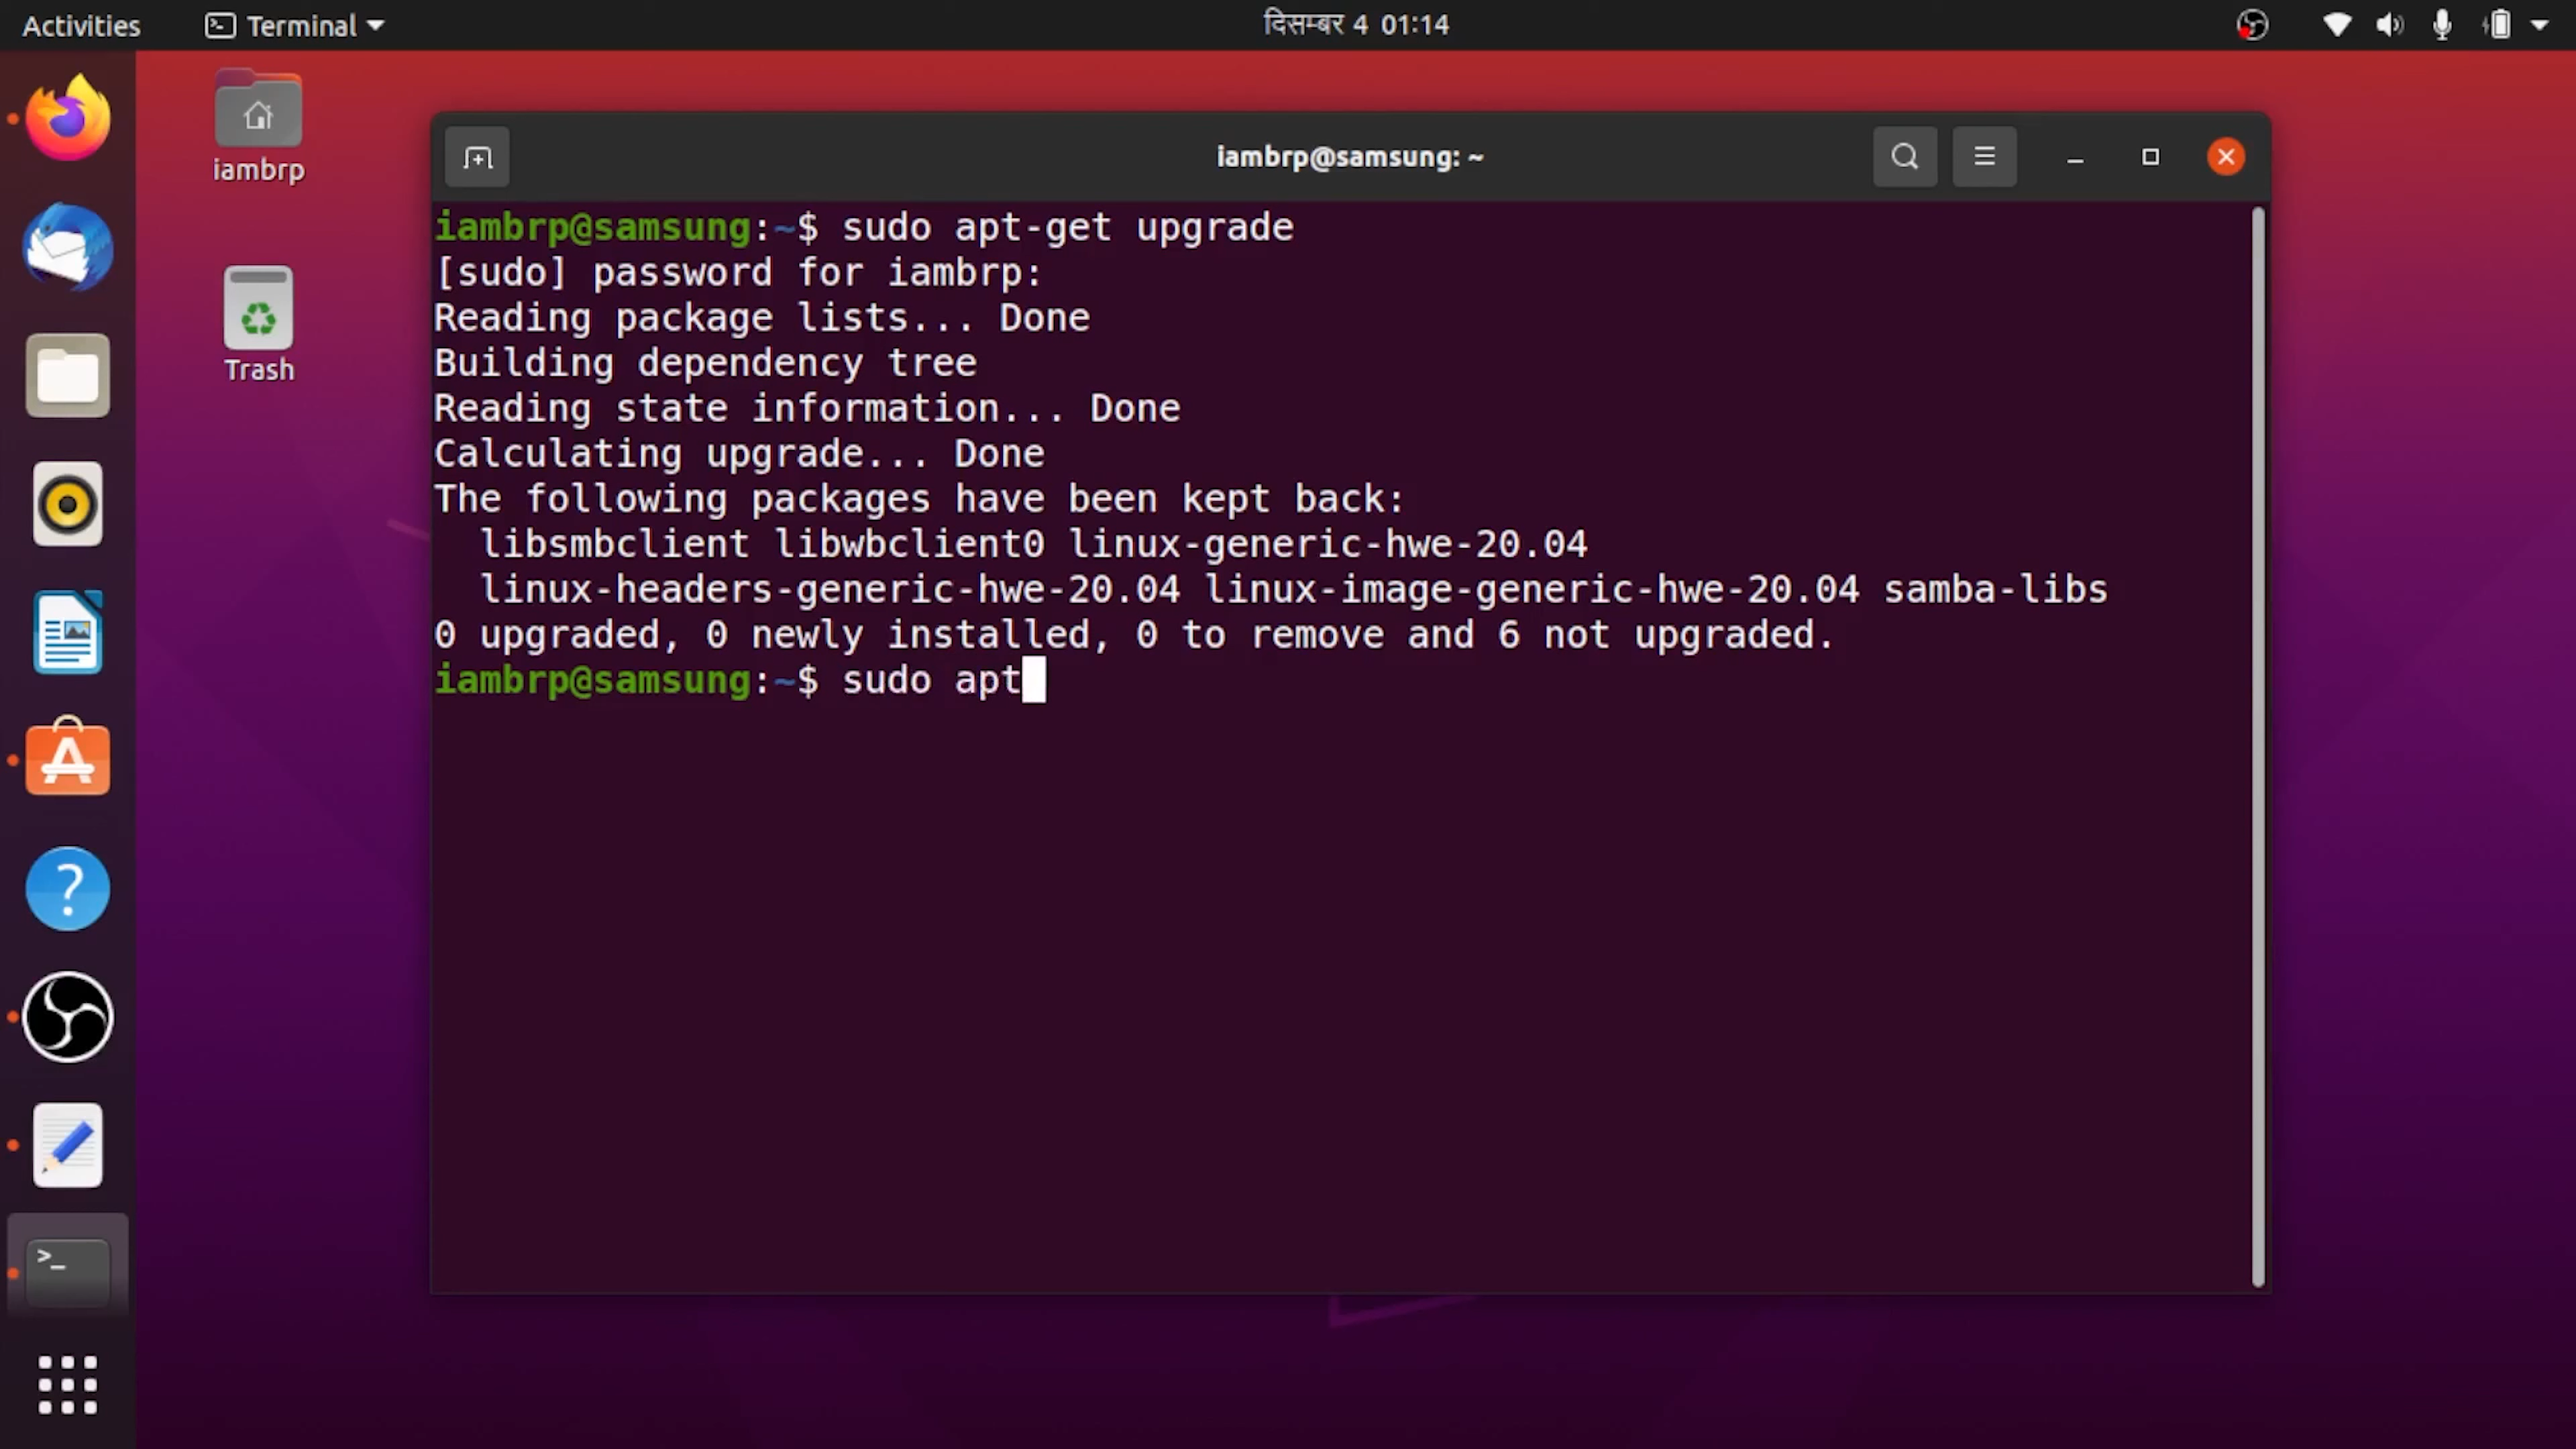 Activities Terminal दिसम्बर 4 01:14
iambrp
Trash
iambrp@samsung: ~
iambrp@samsung:~$ sudo apt-get upgrade
[sudo] password for iambrp:
Reading package lists... Done
Building dependency tree
Reading state information... Done
Calculating upgrade... Done
The following packages have been kept back:
  libsmbclient libwbclient0 linux-generic-hwe-20.04
  linux-headers-generic-hwe-20.04 linux-image-generic-hwe-20.04 samba-libs
0 upgraded, 0 newly installed, 0 to remove and 6 not upgraded.
iambrp@samsung:~$ sudo apt